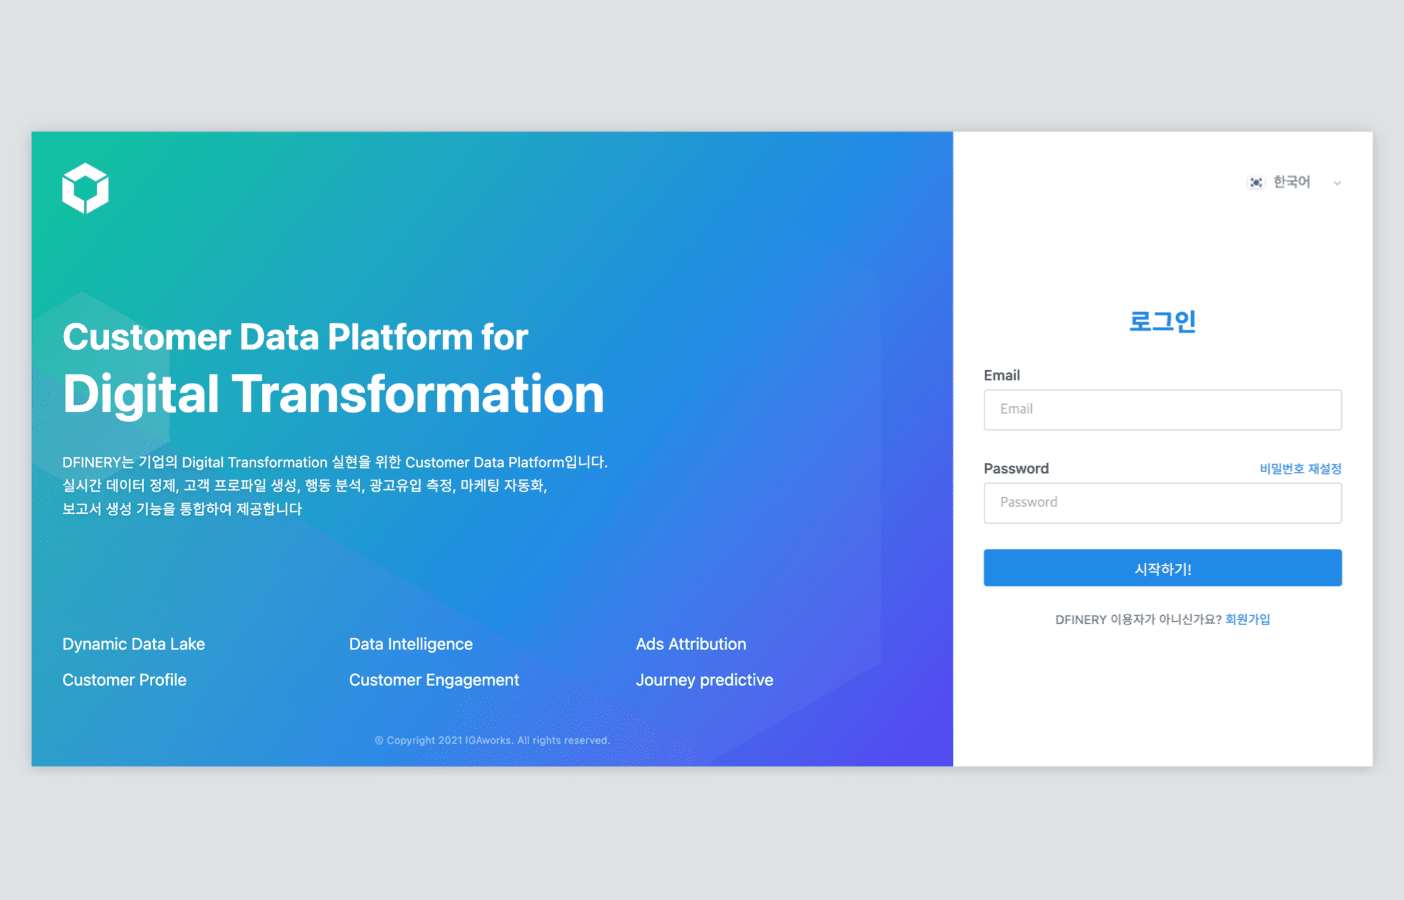 Customer Data Platform for
Digital Transformation
DFINERY는 기업의 Digital Transformation 실현을 위한 Customer Data Platform입니다.
실시간 데이터 정제, 고객 프로파일 생성, 행동 분석, 광고유입 측정, 마케팅 자동화,
보고서 생성 기능을 통합하여 제공합니다
Dynamic Data Lake
Data Intelligence
Ads Attribution
Customer Profile
Customer Engagement
Journey predictive
© Copyright 2021 IGAworks. All rights reserved.
한국어
로그인
Email
Email
Password 비밀번호 재설정
Password
시작하기!
DFINERY 이용자가 아니신가요? 회원가입